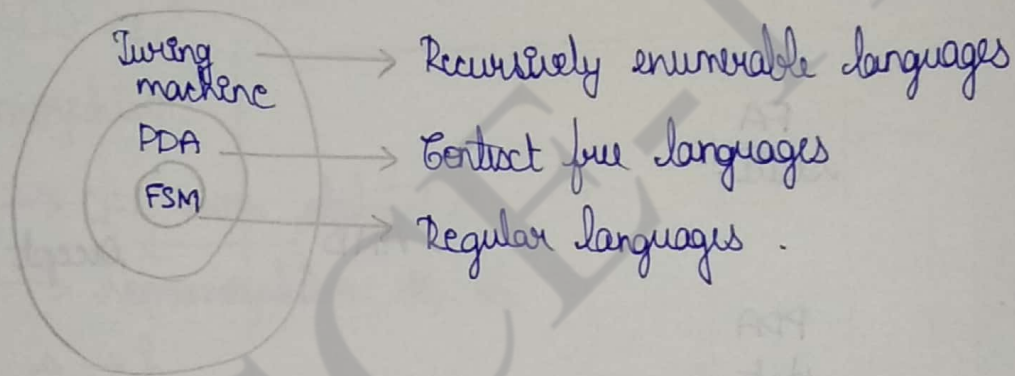 Turing machine → Recursively enumerable languages
PDA → Context free languages
FSM → Regular languages.